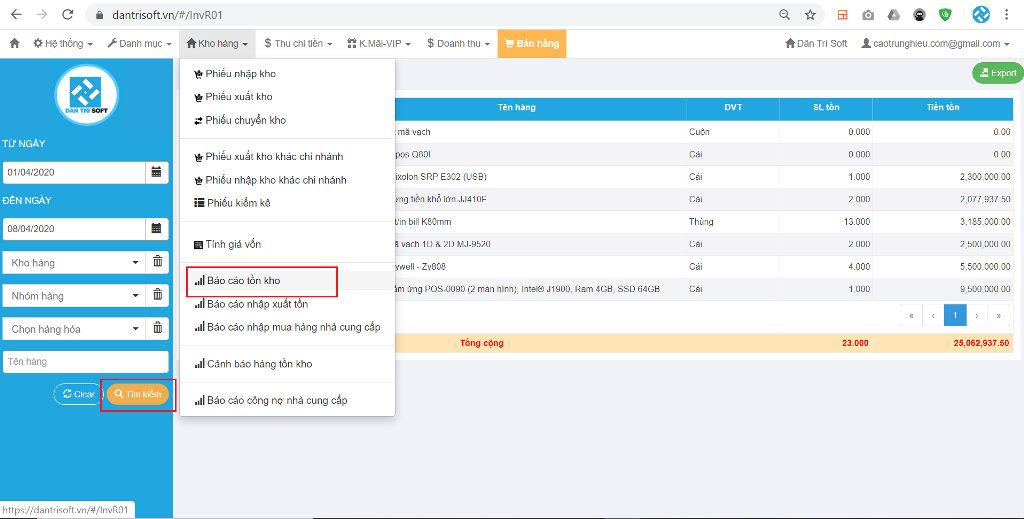 dantrisoft.vn/#/InvR01
Hệ thống Danh mục Kho hàng $ Thu chi tiền K.Mãi-VIP $ Doanh thu Bán hàng Dân Trí Soft caotrunghieu.com@gmail.com
DAN TRI SOFT
TỪ NGÀY
01/04/2020
ĐẾN NGÀY
08/04/2020
Kho hàng
Nhóm hàng
Chọn hàng hóa
Tên hàng
Clear Tìm kiếm
Phiếu nhập kho
Phiếu xuất kho
Phiếu chuyển kho
Phiếu xuất kho khác chi nhánh
Phiếu nhập kho khác chi nhánh
Phiếu kiểm kê
Tính giá vốn
Báo cáo tồn kho
Báo cáo nhập xuất tồn
Báo cáo nhập mua hàng nhà cung cấp
Cảnh báo hàng tồn kho
Báo cáo công nợ nhà cung cấp
Export
Tên hàng DVT SL tồn Tiền tồn
mã vạch Cuộn 0.000 0.00
pos Q80I Cái 0.000 0.00
ixolon SRP E302 (USB) Cái 1.000 2,300,000.00
ng tiền khổ lớn JJ410F Cái 2.000 2,077,937.50
t/in bill K80mm Thùng 13.000 3,185,000.00
ã vạch 1D & 2D MJ-9520 Cái 2.000 2,500,000.00
ywell - Zy808 Cái 4.000 5,500,000.00
ảm ứng POS-0090 (2 màn hình), Intel® J1900, Ram 4GB, SSD 64GB Cái 1.000 9,500,000.00
« ‹ 1 › »
Tổng cộng 23.000 25,062,937.50
https://dantrisoft.vn/#/InvR01